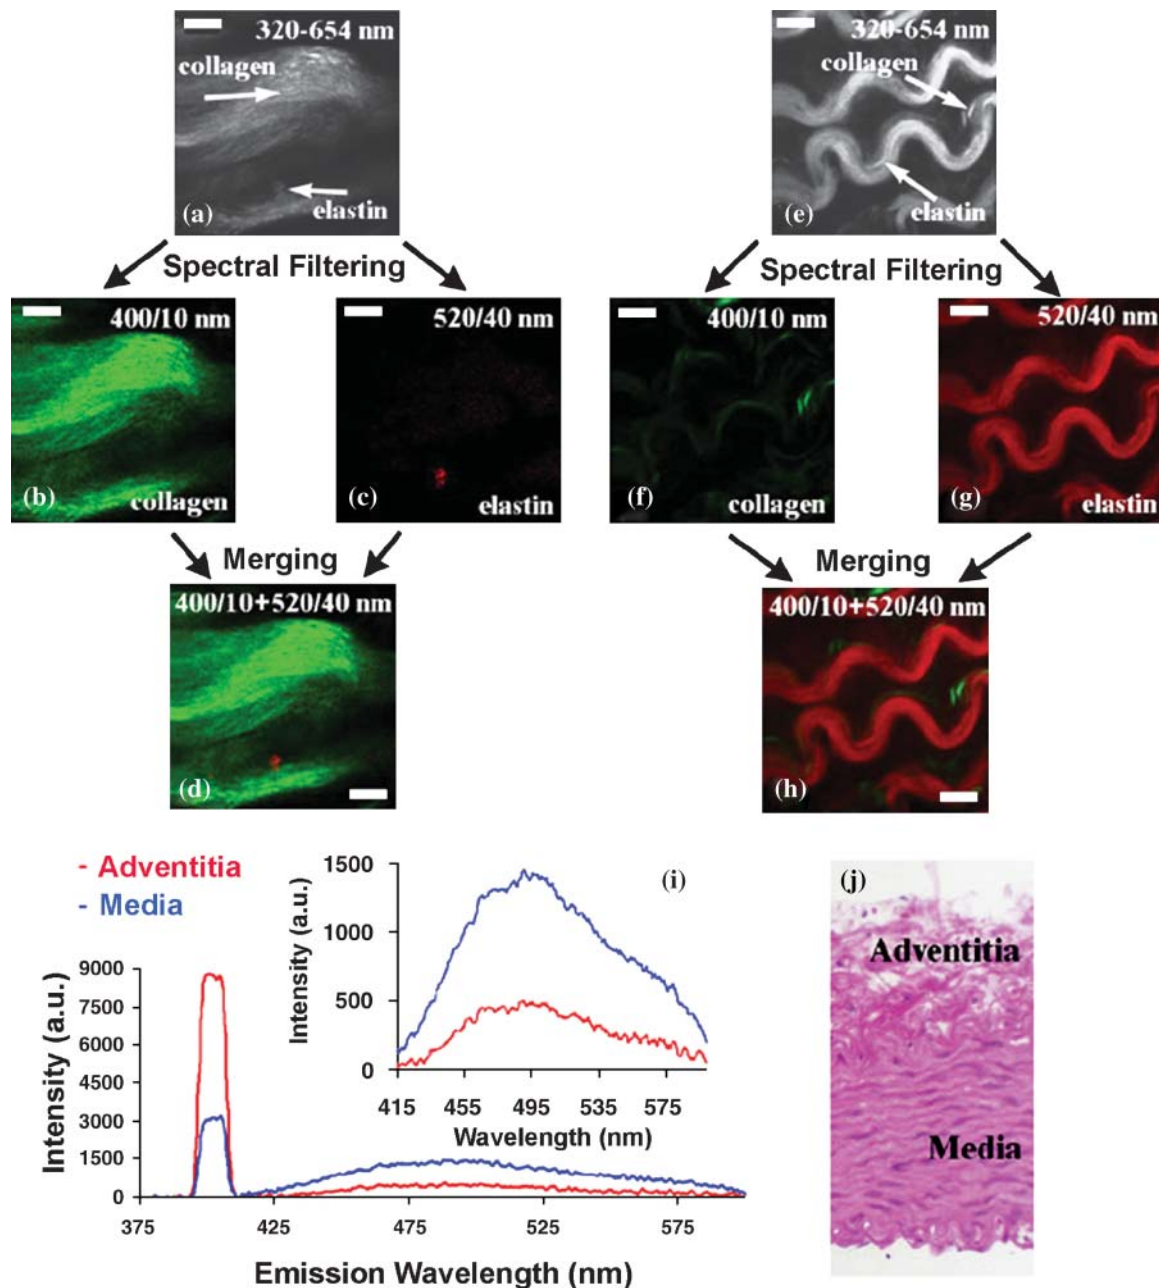 320-654 nm
collagen
elastin
(a)
Spectral Filtering
400/10 nm
collagen
(b)
520/40 nm
elastin
(c)
Merging
400/10+520/40 nm
(d)
320-654 nm
collagen
elastin
(e)
Spectral Filtering
400/10 nm
collagen
(f)
520/40 nm
elastin
(g)
Merging
400/10+520/40 nm
(h)
- Adventitia
- Media
Intensity (a.u.)
9000
7500
6000
4500
3000
1500
0
375
425
475
525
575
Emission Wavelength (nm)
(i)
Intensity (a.u.)
1500
1000
500
0
415
455
495
535
575
Wavelength (nm)
(j)
Adventitia
Media